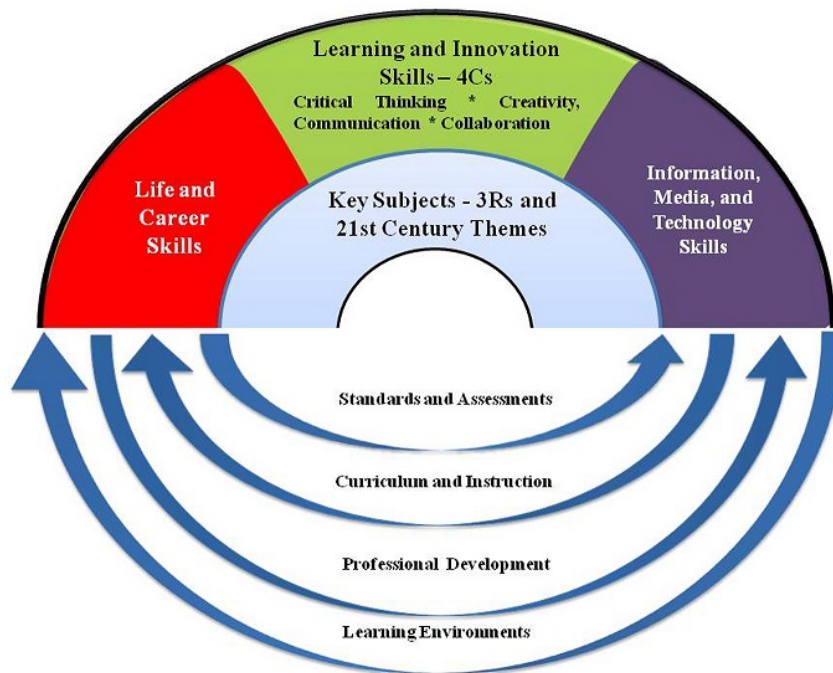 Learning and Innovation
Skills – 4Cs
Critical Thinking * Creativity,
Communication * Collaboration
Life and
Career
Skills
Key Subjects - 3Rs and
21st Century Themes
Information,
Media, and
Technology
Skills
Standards and Assessments
Curriculum and Instruction
Professional Development
Learning Environments